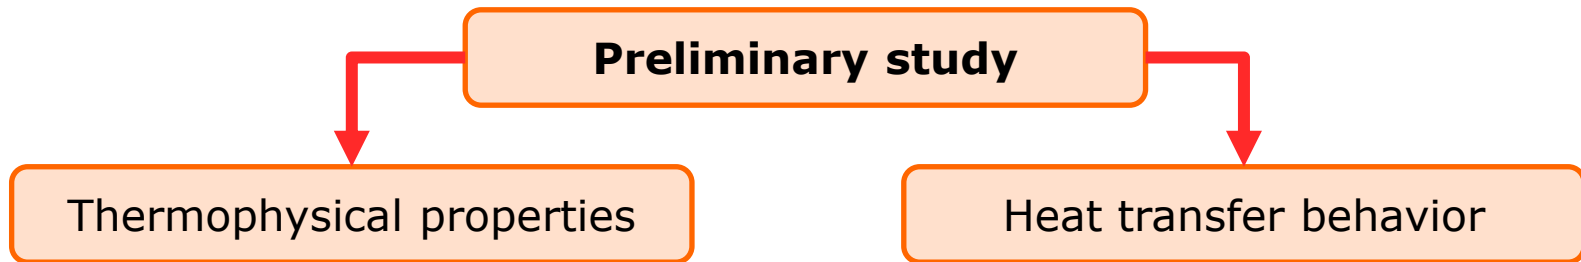 Preliminary study
Thermophysical properties
Heat transfer behavior